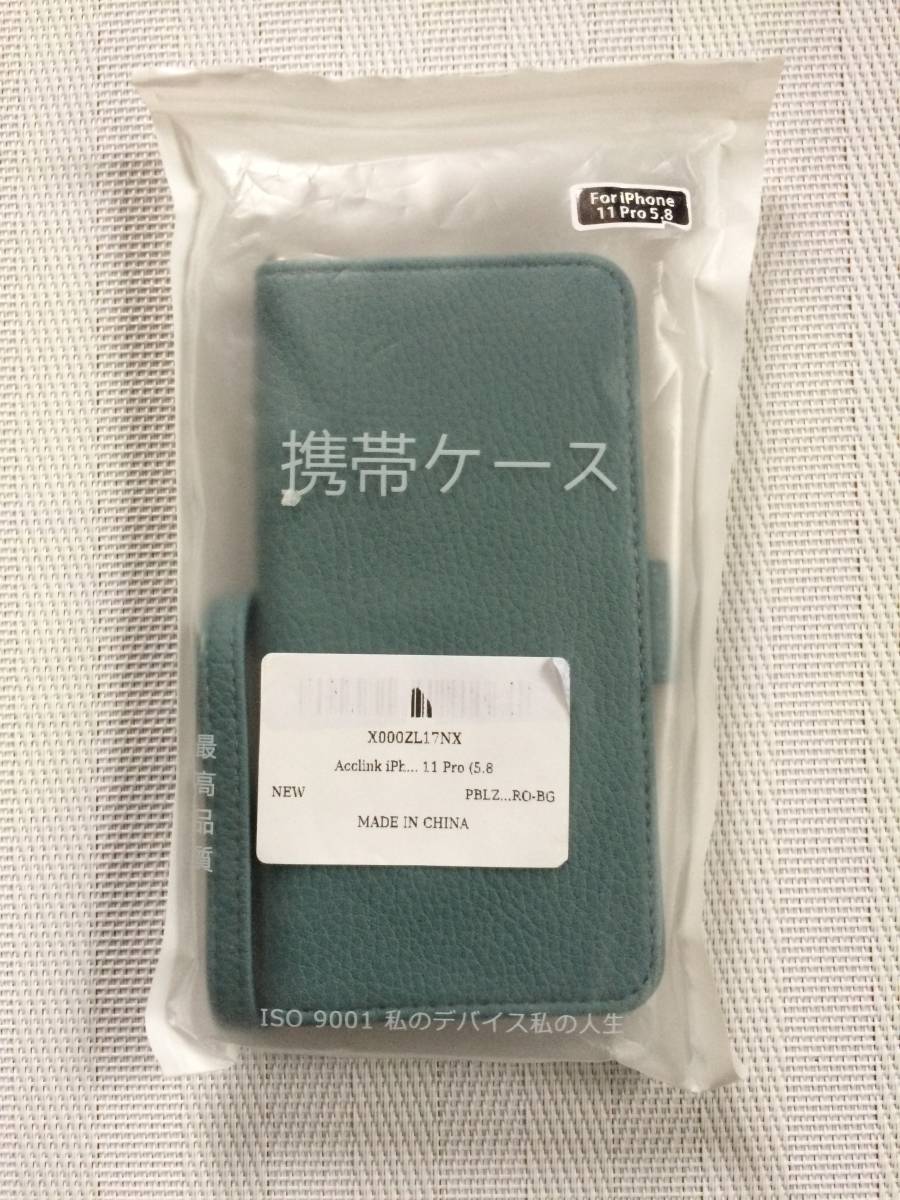 For iPhone
11 Pro 5.8
携帯ケース
X000ZL17NX
Acclink iPh... 11 Pro (5.8
NEW
PBLZ...RO-BG
MADE IN CHINA
最高品質
ISO 9001 私のデバイス私の人生